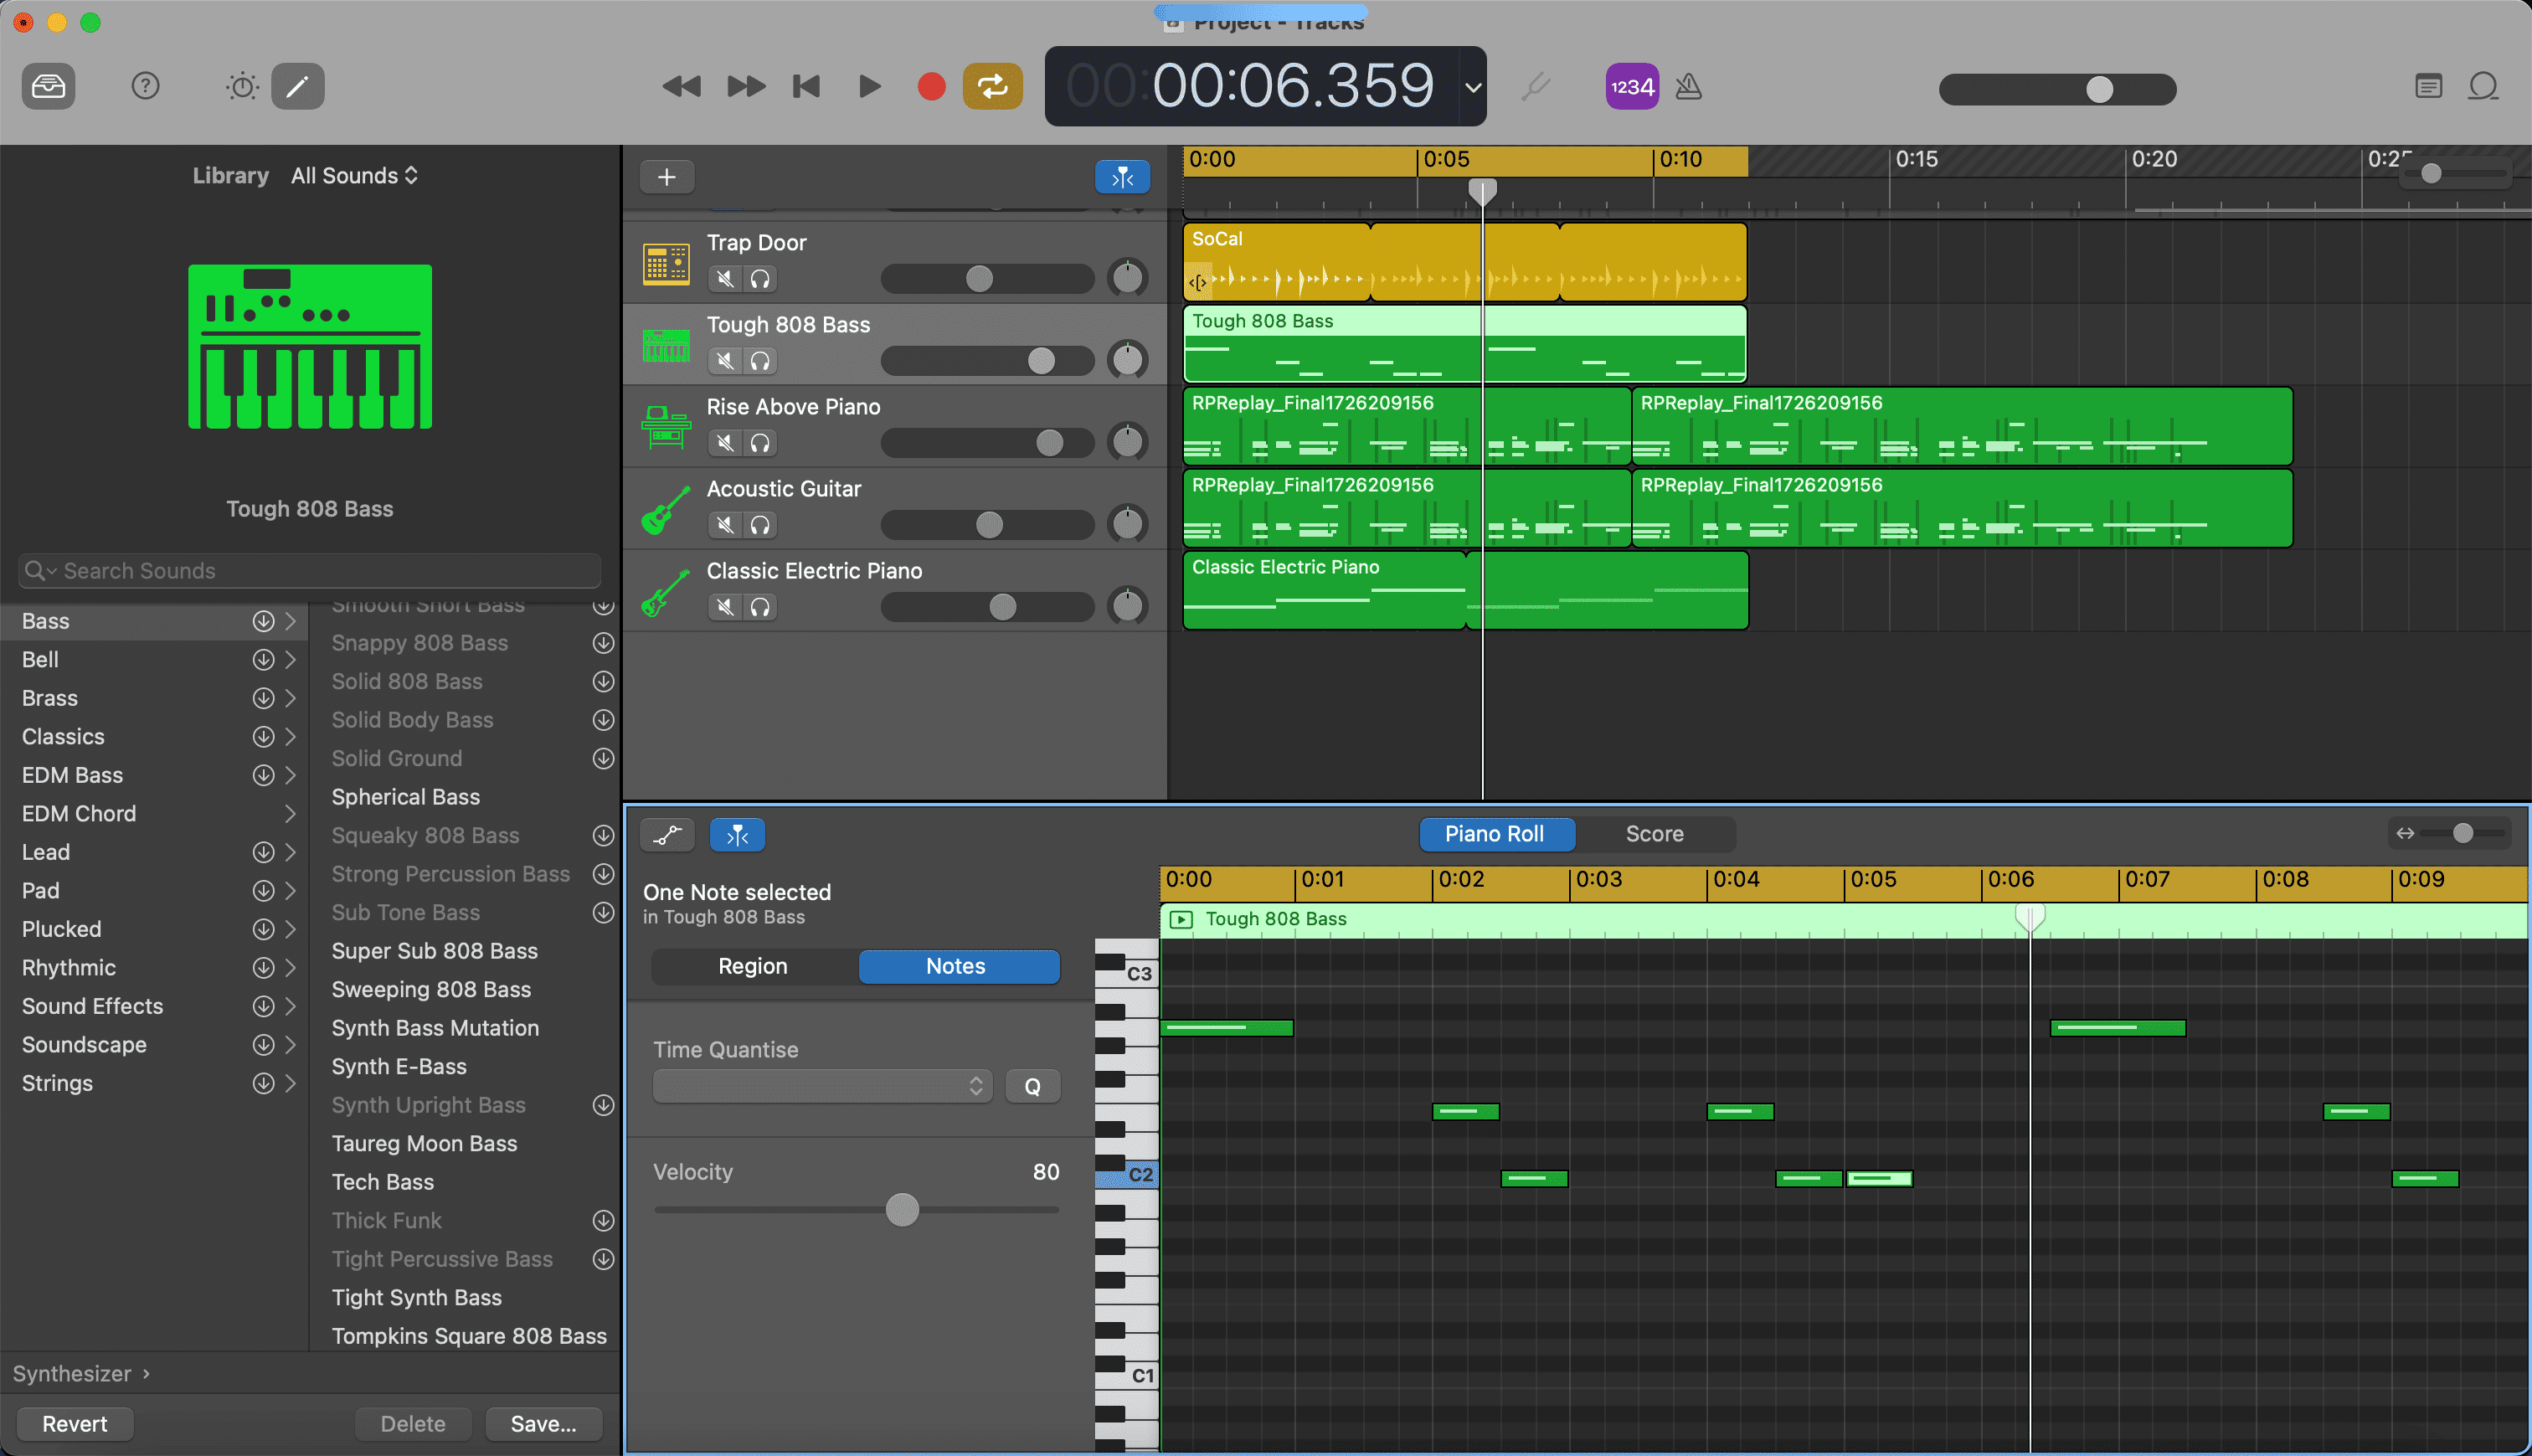 Project - Tracks
00:00:06.359
1234
Library All Sounds
Tough 808 Bass
Search Sounds
Bass
Bell
Brass
Classics
EDM Bass
EDM Chord
Lead
Pad
Plucked
Rhythmic
Sound Effects
Soundscape
Strings
Smooth Short Bass
Snappy 808 Bass
Solid 808 Bass
Solid Body Bass
Solid Ground
Spherical Bass
Squeaky 808 Bass
Strong Percussion Bass
Sub Tone Bass
Super Sub 808 Bass
Sweeping 808 Bass
Synth Bass Mutation
Synth E-Bass
Synth Upright Bass
Taureg Moon Bass
Tech Bass
Thick Funk
Tight Percussive Bass
Tight Synth Bass
Tompkins Square 808 Bass
Synthesizer ›
Revert Delete Save...
0:00 0:05 0:10 0:15 0:20
Trap Door
SoCal
Tough 808 Bass
Tough 808 Bass
Rise Above Piano
RPReplay_Final1726209156 RPReplay_Final1726209156
Acoustic Guitar
RPReplay_Final1726209156 RPReplay_Final1726209156
Classic Electric Piano
Classic Electric Piano
Piano Roll Score
One Note selected
in Tough 808 Bass
Region Notes
Time Quantise
Q
Velocity 80
0:00 0:01 0:02 0:03 0:04 0:05 0:06 0:07 0:08 0:09
Tough 808 Bass
C3
C2
C1